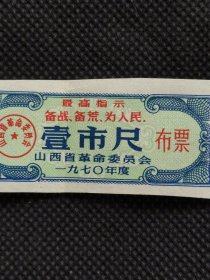 最高指示
备战、备荒、为人民.
壹市尺
布票
山西省革命委员会
一九七〇年度